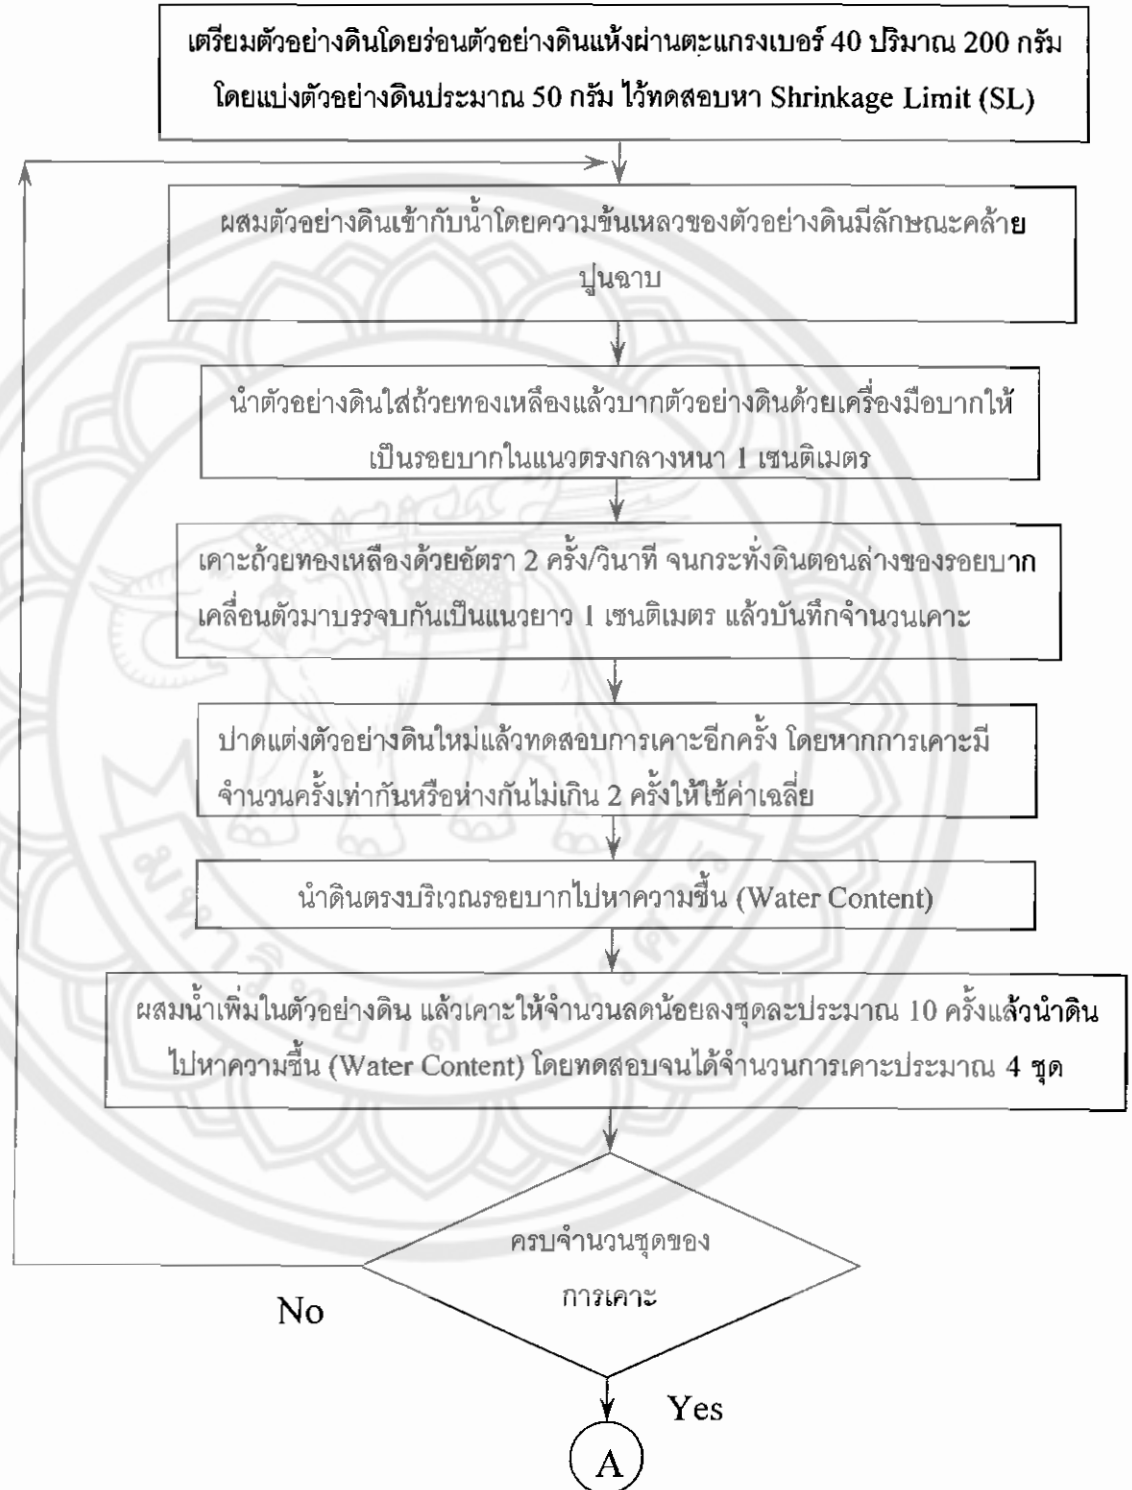 เตรียมตัวอย่างดินโดยร่อนตัวอย่างดินแห้งผ่านตะแกรงเบอร์ 40 ปริมาณ 200 กรัม
โดยแบ่งตัวอย่างดินประมาณ 50 กรัม ไว้ทดสอบหา Shrinkage Limit (SL)
ผสมตัวอย่างดินเข้ากับน้ำโดยความข้นเหลวของตัวอย่างดินมีลักษณะคล้าย
ปูนฉาบ
นำตัวอย่างดินใส่ถ้วยทองเหลืองแล้วบากตัวอย่างดินด้วยเครื่องมือบากให้
เป็นรอยบากในแนวตรงกลางหนา 1 เซนติเมตร
เคาะถ้วยทองเหลืองด้วยอัตรา 2 ครั้ง/วินาที จนกระทั่งดินตอนล่างของรอยบาก
เคลื่อนตัวมาบรรจบกันเป็นแนวยาว 1 เซนติเมตร แล้วบันทึกจำนวนเคาะ
ปาดแต่งตัวอย่างดินใหม่แล้วทดสอบการเคาะอีกครั้ง โดยหากการเคาะมี
จำนวนครั้งเท่ากันหรือห่างกันไม่เกิน 2 ครั้งให้ใช้ค่าเฉลี่ย
นำดินตรงบริเวณรอยบากไปหาความชื้น (Water Content)
ผสมน้ำเพิ่มในตัวอย่างดิน แล้วเคาะให้จำนวนลดน้อยลงชุดละประมาณ 10 ครั้งแล้วนำดิน
ไปหาความชื้น (Water Content) โดยทดสอบจนได้จำนวนการเคาะประมาณ 4 ชุด
ครบจำนวนชุดของ
การเคาะ
No
Yes
A
มหาวิทยาลัยนเรศวร